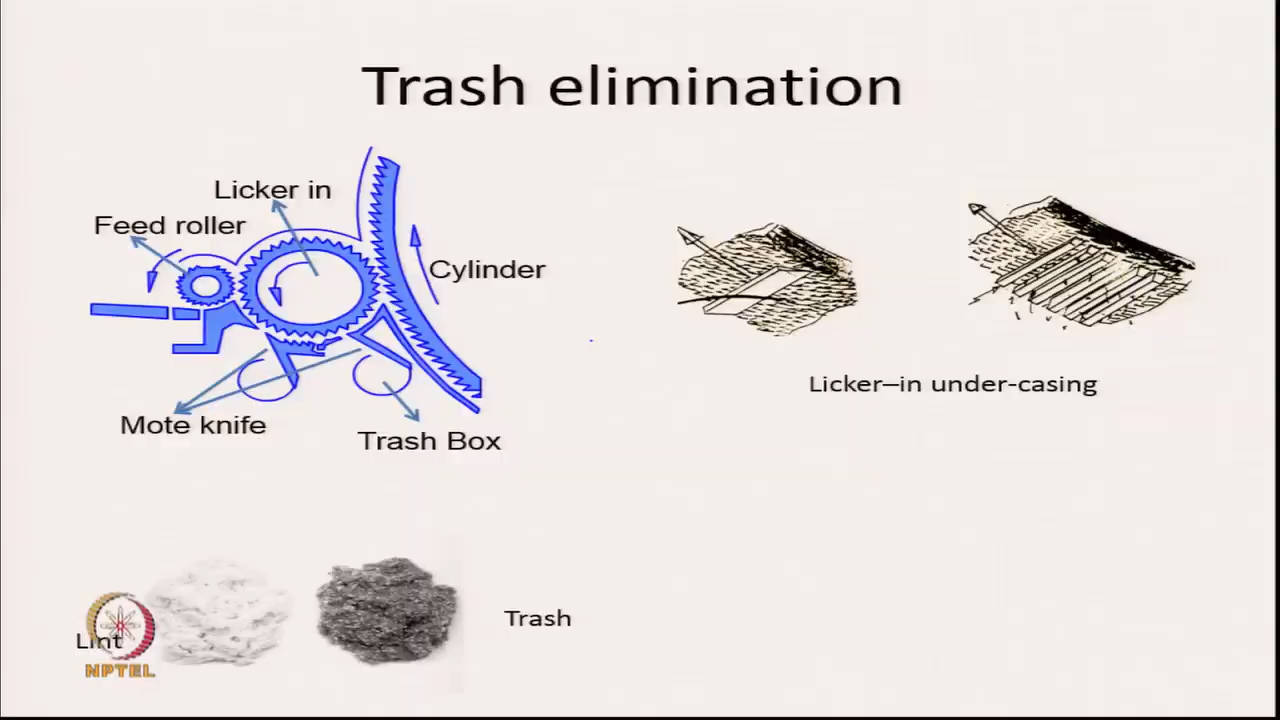 Trash elimination
Licker in
Feed roller
Cylinder
Mote knife
Trash Box
Licker–in under-casing
Trash
Lint
NPTEL